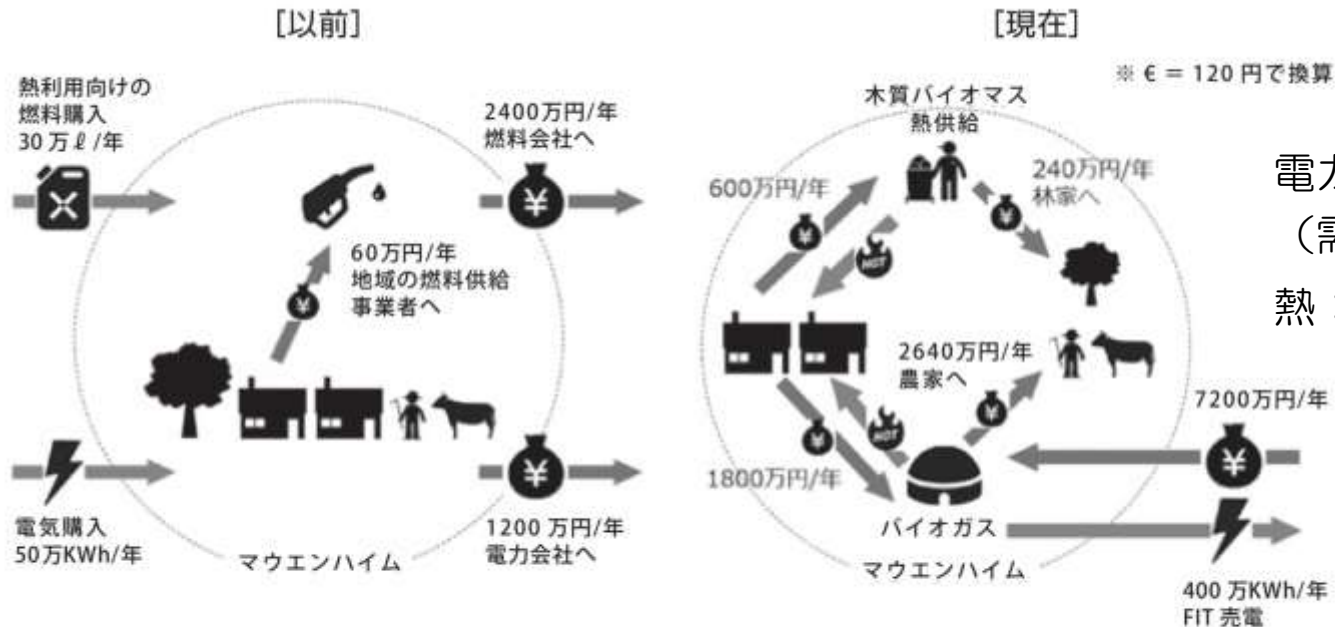 [以前]
熱利用向けの
燃料購入
30万ℓ/年
2400万円/年
燃料会社へ
¥
60万円/年
地域の燃料供給
事業者へ
¥
電気購入
50万KWh/年
¥
1200 万円/年
電力会社へ
マウエンハイム
[現在]
※ € = 120 円で換算
木質バイオマス
熱供給
600万円/年
¥
HOT
240万円/年
林家へ
¥
2640万円/年
農家へ
¥
HOT
¥
1800万円/年
バイオガス
マウエンハイム
7200万円/年
¥
400 万KWh/年
FIT 売電
電力
（需
熱